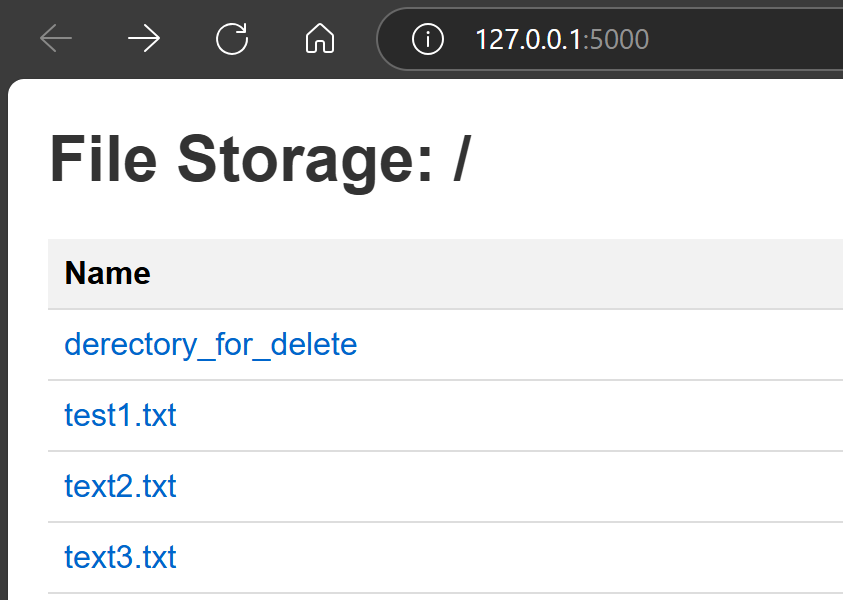 127.0.0.1:5000
File Storage: /
Name
derectory_for_delete
test1.txt
text2.txt
text3.txt